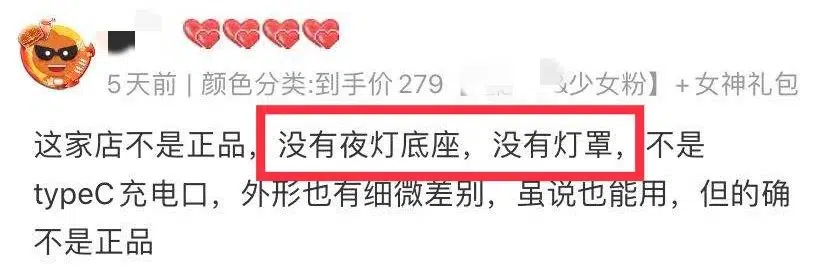 5天前 | 颜色分类:到手价279【 &少女粉】+女神礼包
这家店不是正品，没有夜灯底座，没有灯罩，不是
typeC充电口，外形也有细微差别，虽说也能用，但的确
不是正品